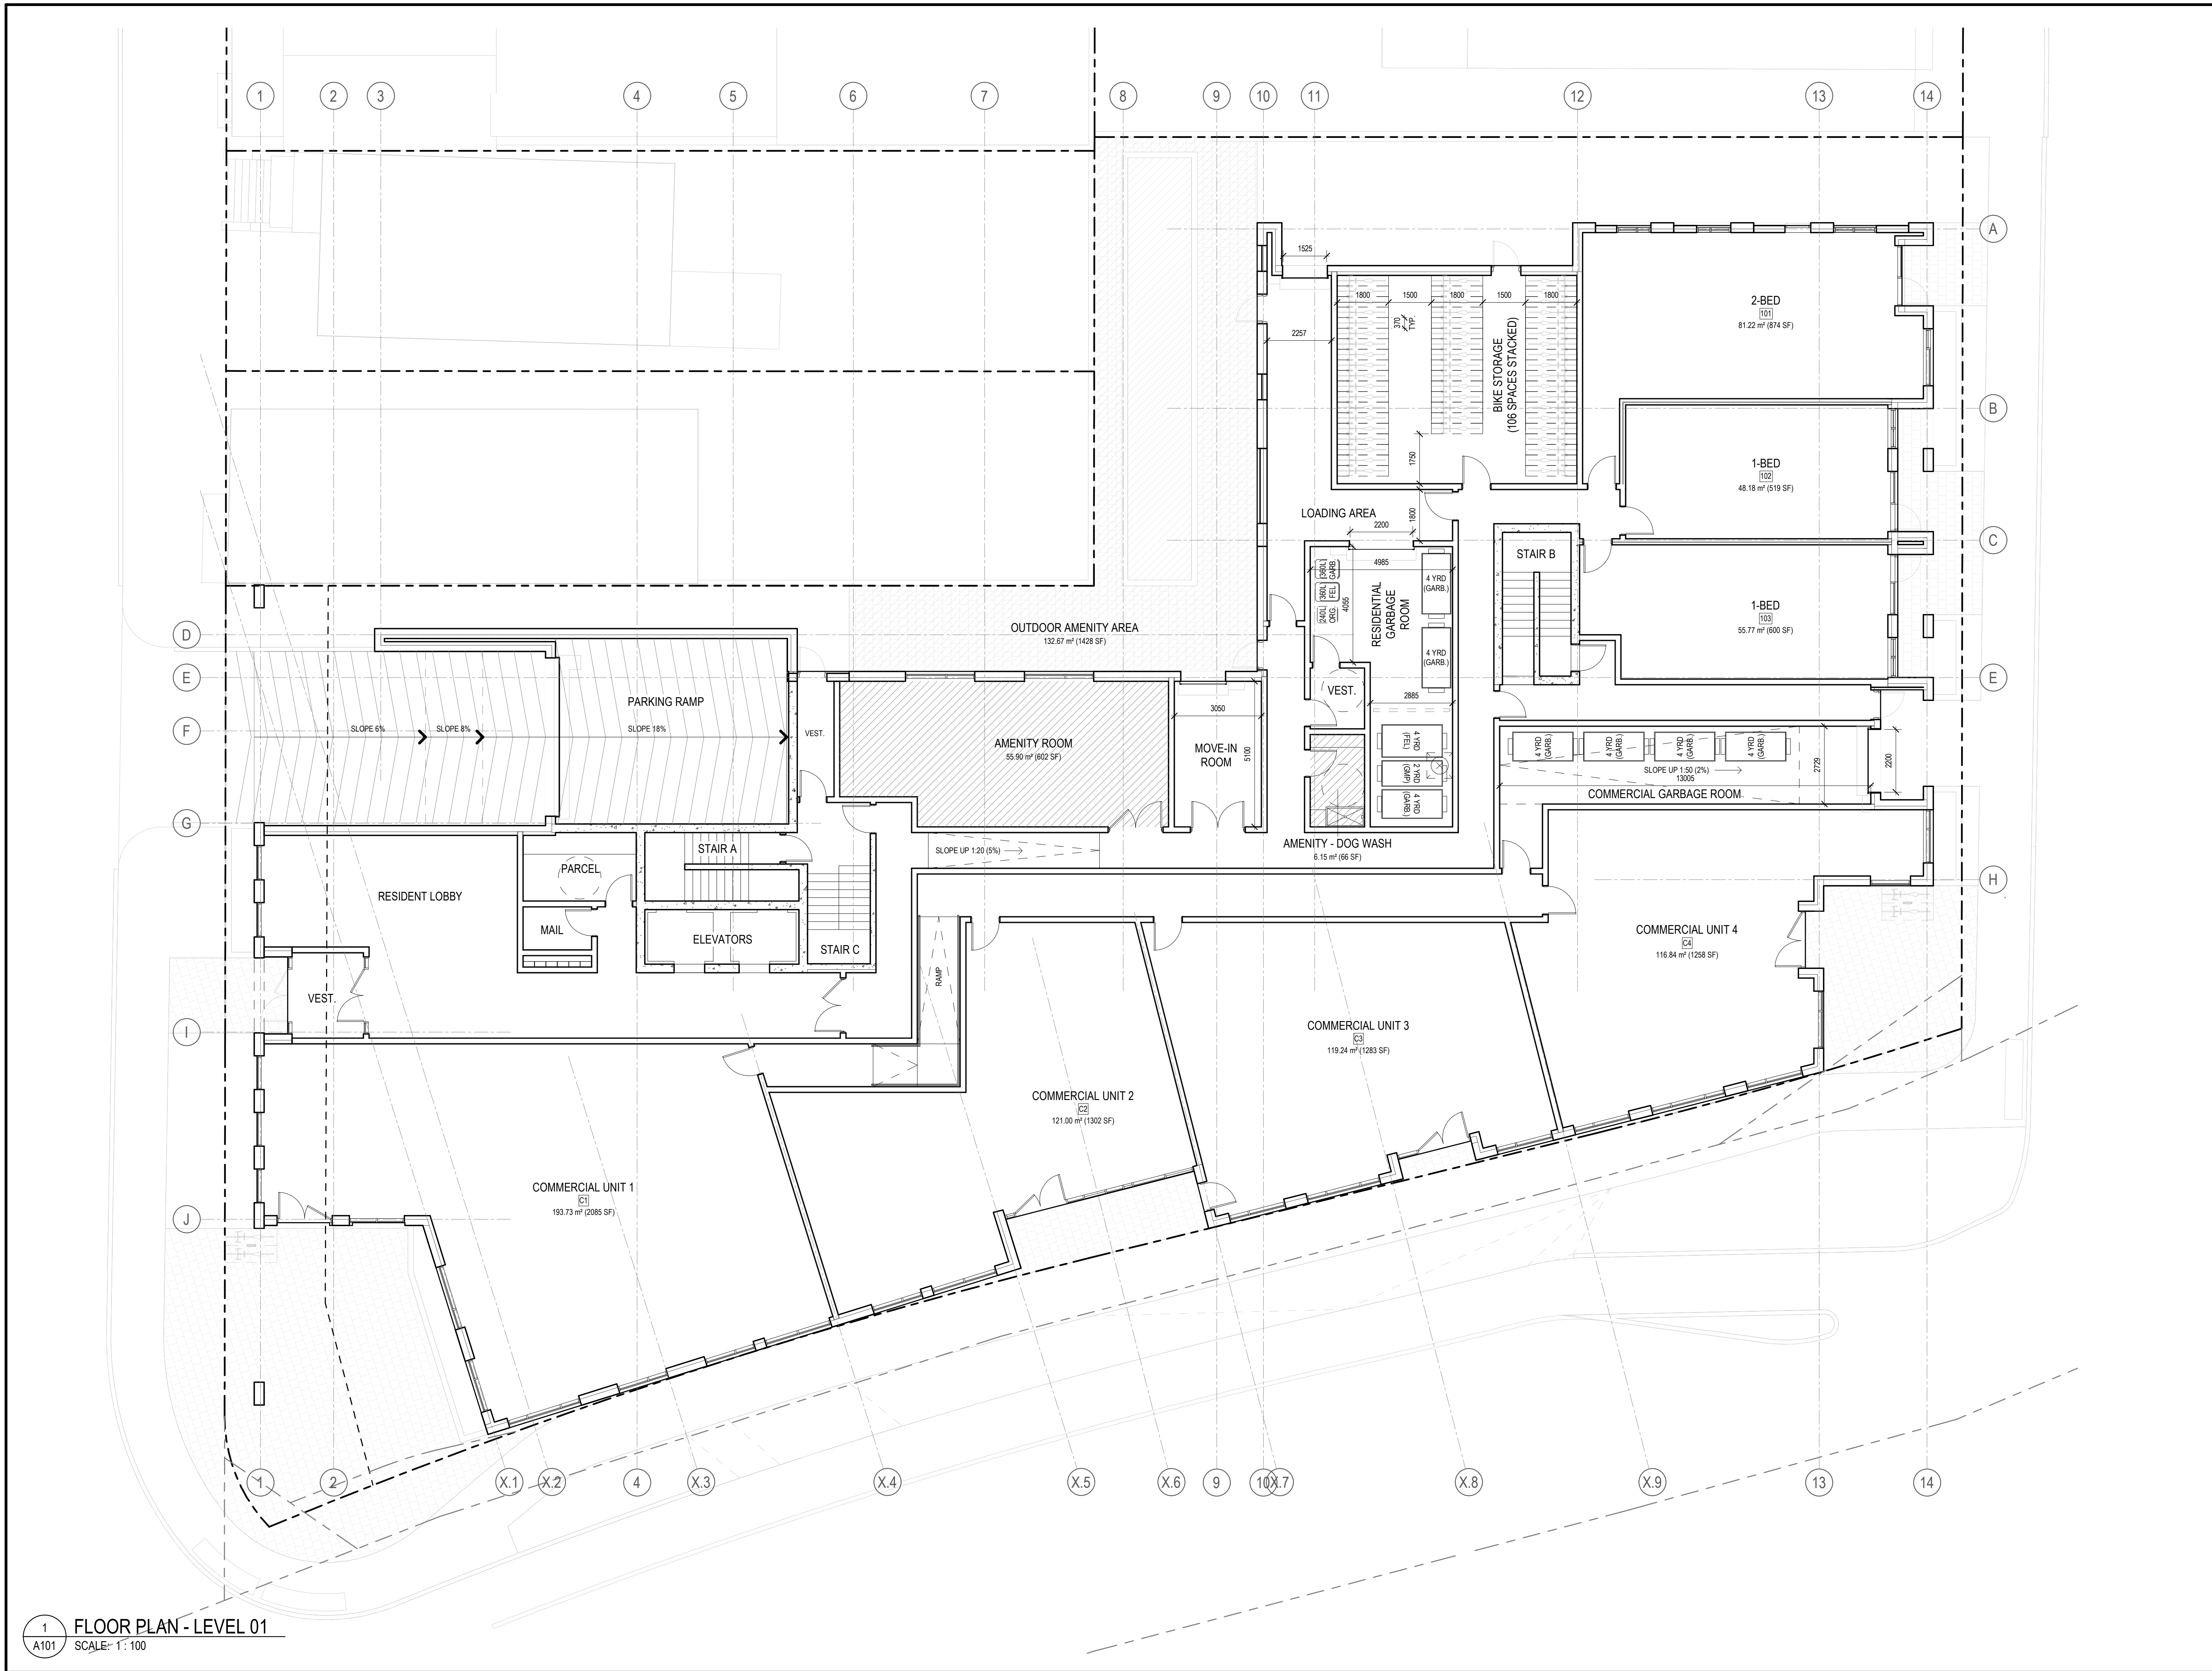 1
2
3
4
5
6
7
8
9
10
11
12
13
14
A
B
C
D
E
F
G
I
J
E
H
1525
1800
1500
1800
1500
1800
370
TYP.
2257
BIKE STORAGE
(106 SPACES STACKED)
1750
2-BED
101
81.22 m² (874 SF)
1-BED
102
48.18 m² (519 SF)
1-BED
103
55.77 m² (600 SF)
LOADING AREA
1800
2200
STAIR B
4985
4055
(360L)
GARB.
(360L)
FEL
(240L)
ORG.
RESIDENTIAL
GARBAGE
ROOM
4 YRD
(GARB.)
4 YRD
(GARB.)
VEST.
2885
4 YRD
(FEL)
2 YRD
(GMP)
4 YRD
(GARB)
OUTDOOR AMENITY AREA
132.67 m² (1428 SF)
PARKING RAMP
SLOPE 6%
SLOPE 8%
SLOPE 18%
VEST.
AMENITY ROOM
55.90 m² (602 SF)
3050
MOVE-IN
ROOM
5100
4 YRD
(GARB.)
4 YRD
(GARB.)
4 YRD
(GARB.)
4 YRD
(GARB.)
SLOPE UP 1:50 (2%)
13005
2729
2200
COMMERCIAL GARBAGE ROOM
AMENITY - DOG WASH
6.15 m² (66 SF)
SLOPE UP 1:20 (5%)
STAIR A
PARCEL
RESIDENT LOBBY
MAIL
ELEVATORS
STAIR C
VEST.
RAMP
COMMERCIAL UNIT 4
C4
116.84 m² (1258 SF)
COMMERCIAL UNIT 3
C3
119.24 m² (1283 SF)
COMMERCIAL UNIT 2
C2
121.00 m² (1302 SF)
COMMERCIAL UNIT 1
C1
193.73 m² (2085 SF)
1
2
X.1
X.2
4
X.3
X.4
X.5
X.6
9
10
X.7
X.8
X.9
13
14
1
A101
FLOOR PLAN - LEVEL 01
SCALE: 1 : 100